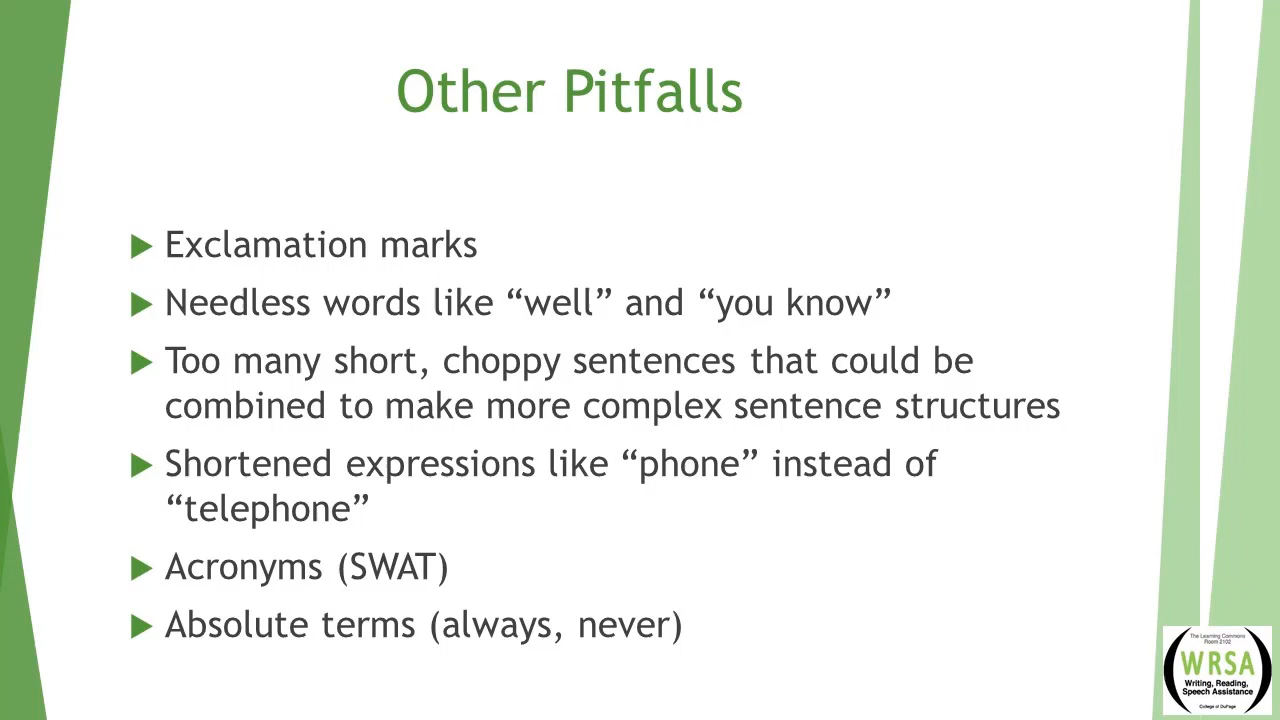 Other Pitfalls
Exclamation marks
Needless words like “well” and “you know”
Too many short, choppy sentences that could be
combined to make more complex sentence structures
Shortened expressions like “phone” instead of
“telephone”
Acronyms (SWAT)
Absolute terms (always, never)
The Learning Commons
Room 2102
WRSA
Writing, Reading,
Speech Assistance
College of DuPage